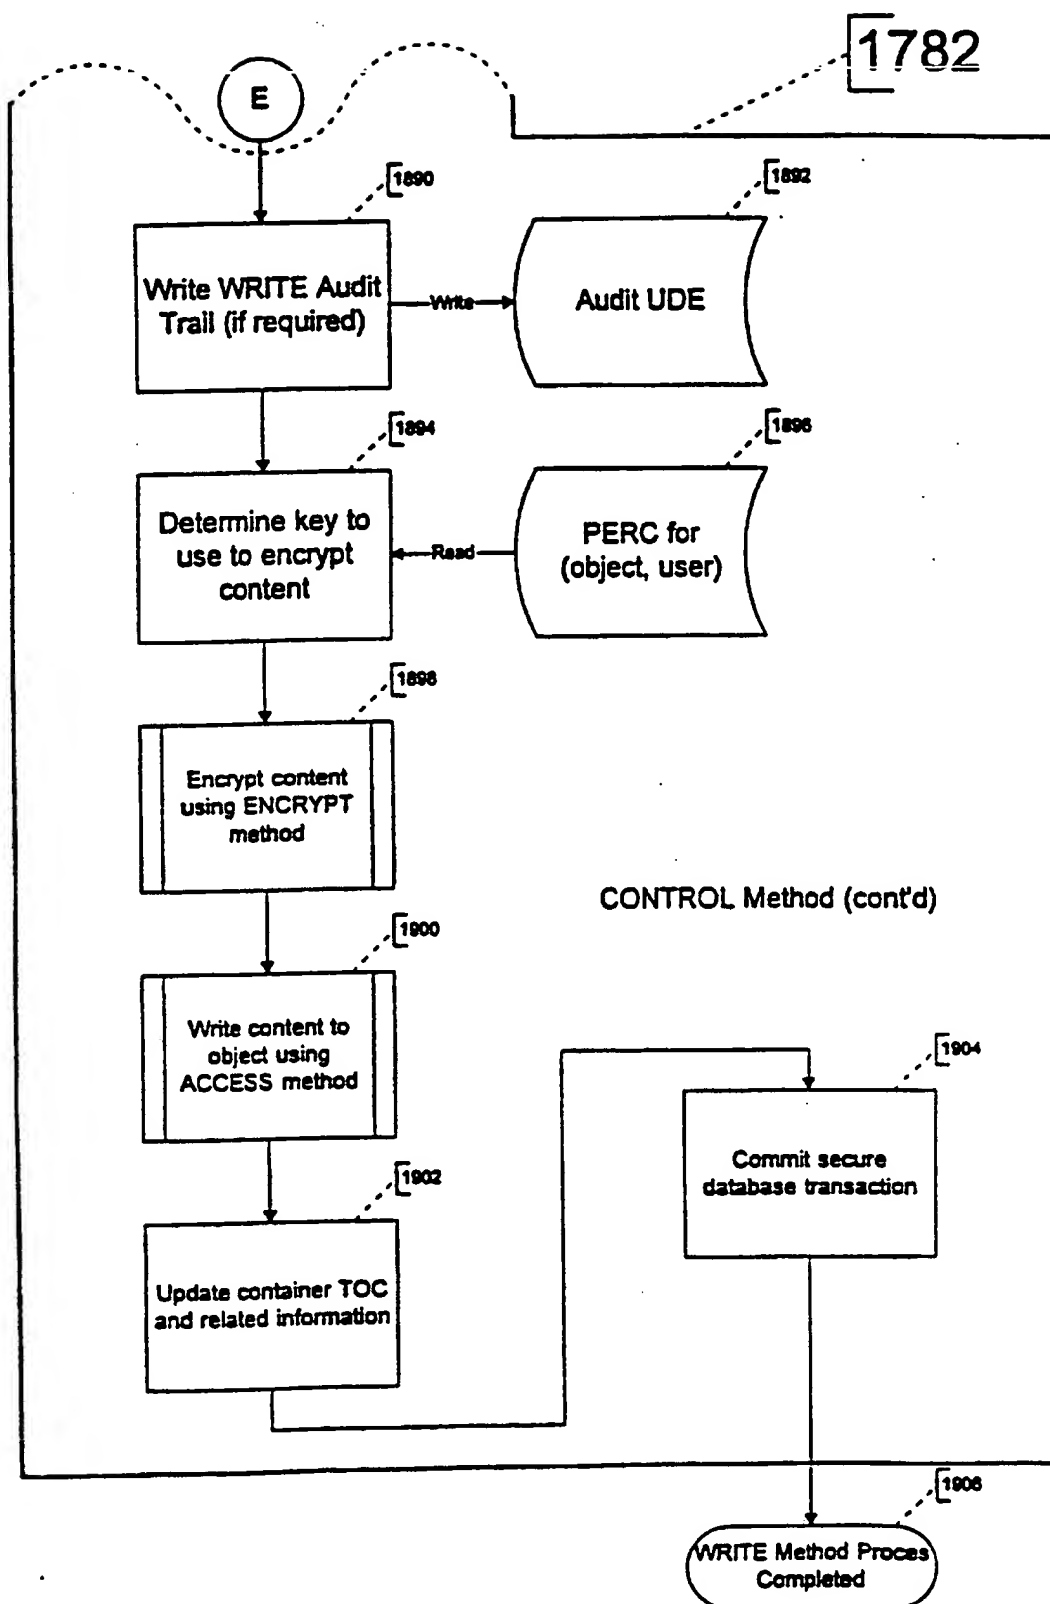 1782
E
1890
1892
Write WRITE Audit
Trail (if required)
Write
Audit UDE
1894
1896
Determine key to
use to encrypt
content
Read
PERC for
(object, user)
1898
Encrypt content
using ENCRYPT
method
CONTROL Method (cont'd)
1900
Write content to
object using
ACCESS method
1904
Commit secure
database transaction
1902
Update container TOC
and related information
1906
WRITE Method Proces
Completed